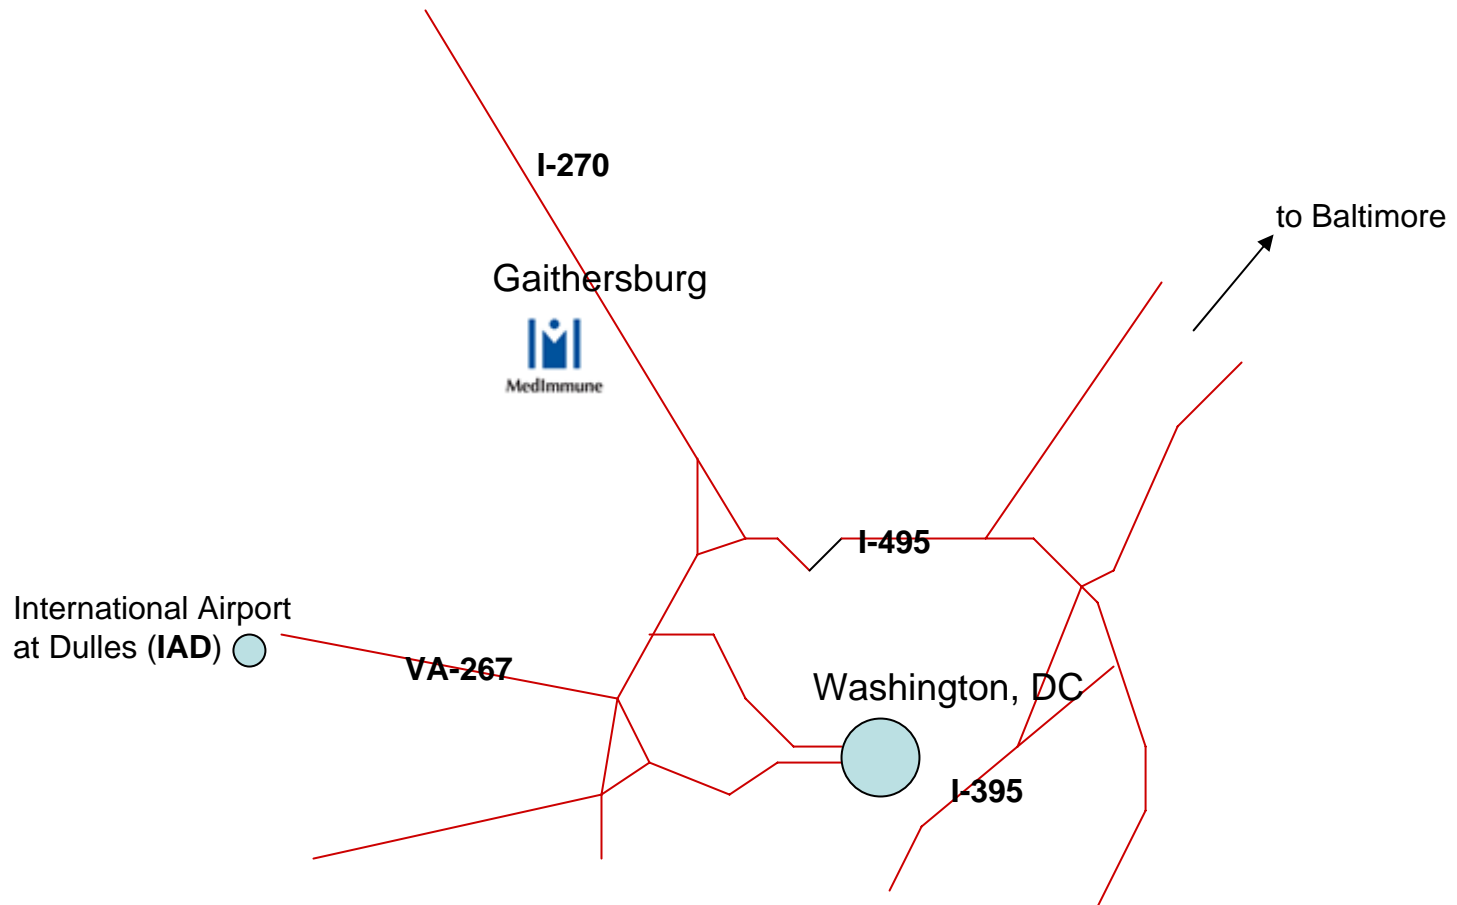 I-270
to Baltimore
Gaithersburg
MedImmune
I-495
International Airport
at Dulles (IAD)
VA-267
Washington, DC
I-395